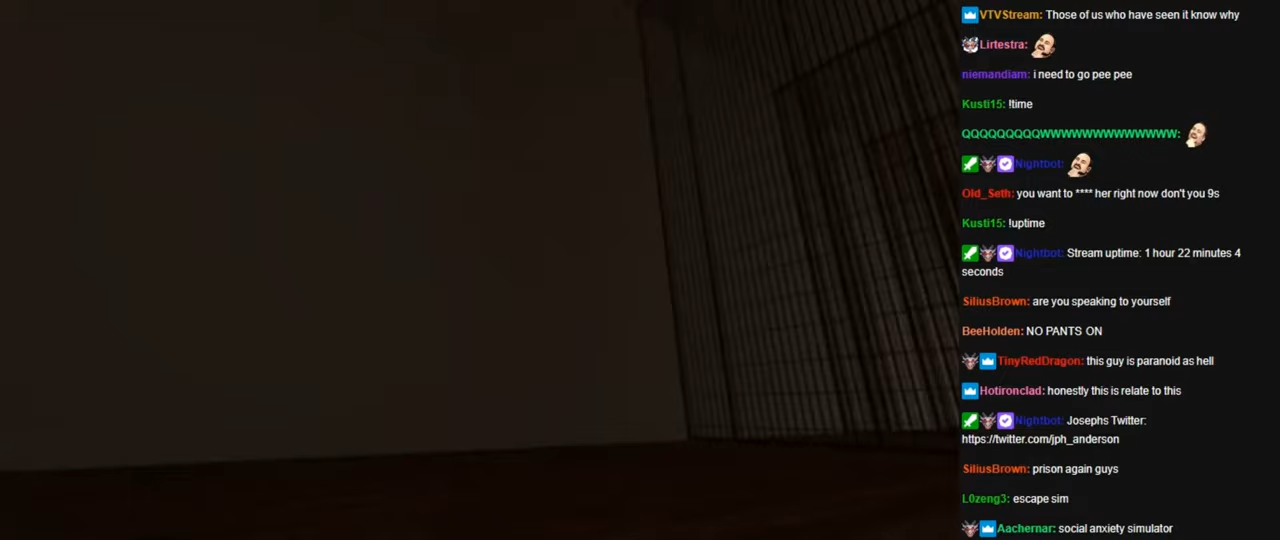 VTVStream: Those of us who have seen it know why
Lirtestra:
niemandiam: i need to go pee pee
Kusti15: !time
QQQQQQQQQWWWWWWWWWWWWW:
Nightbot:
Old_Seth: you want to **** her right now don't you 9s
Kusti15: !uptime
Nightbot: Stream uptime: 1 hour 22 minutes 4
seconds
SiliusBrown: are you speaking to yourself
BeeHolden: NO PANTS ON
TinyRedDragon: this guy is paranoid as hell
Hotironclad: honestly this is relate to this
Nightbot: Josephs Twitter:
https://twitter.com/jph_anderson
SiliusBrown: prison again guys
L0zeng3: escape sim
Aachernar: social anxiety simulator